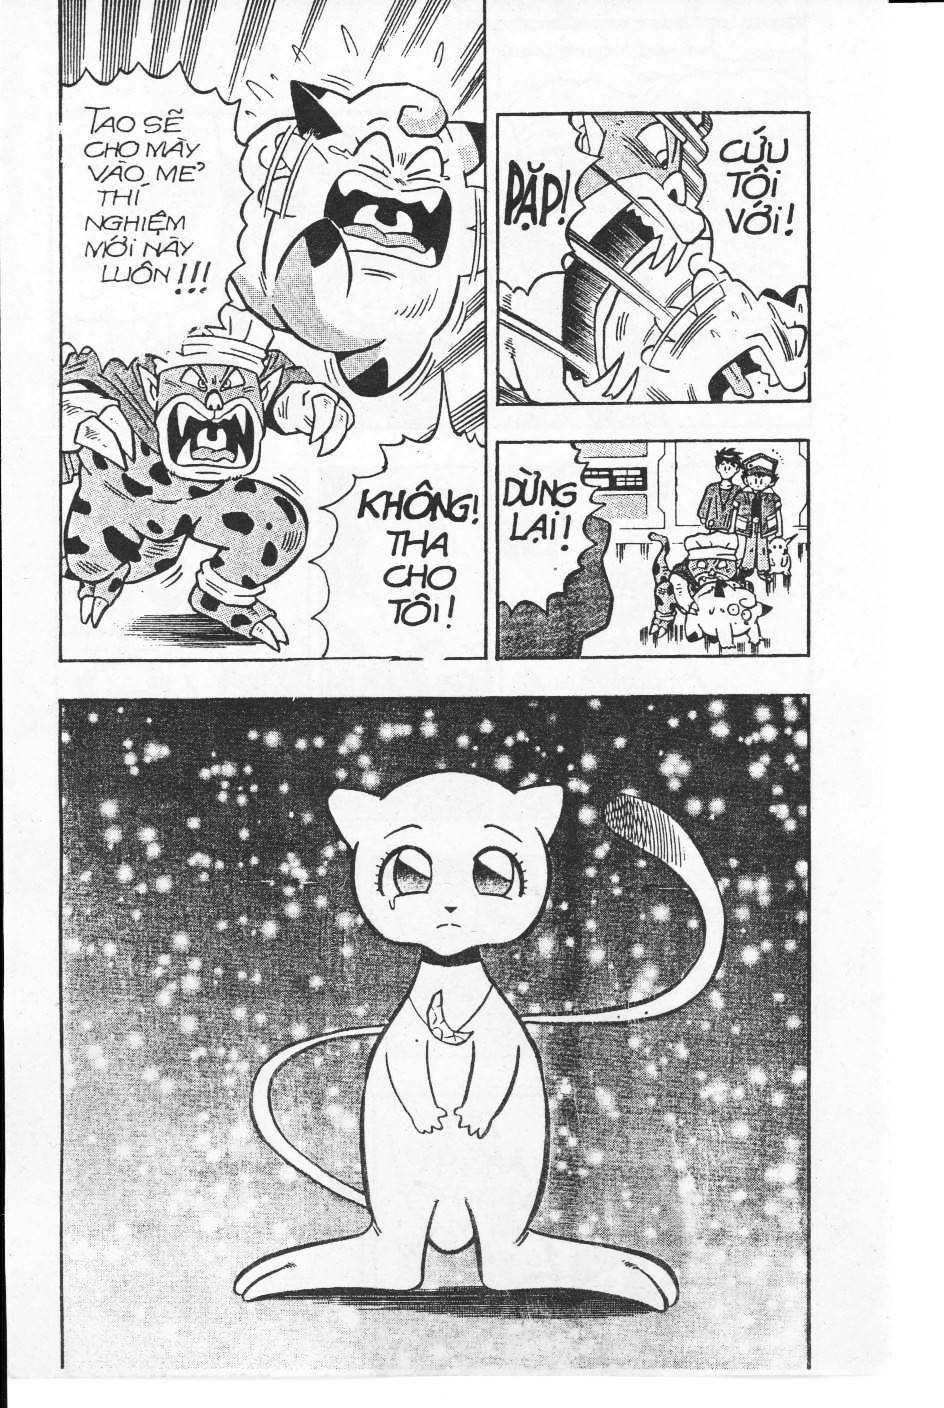 TAO SẼ
CHO MÀY
VÀO MẺ
THÍ
NGHIỆM
MỚI NÀY
LUÔN!!!
KHÔNG!
THA
CHO
TÔI!
CỨU
TÔI
VỚI!
PẶP!
DỪNG
LẠI!